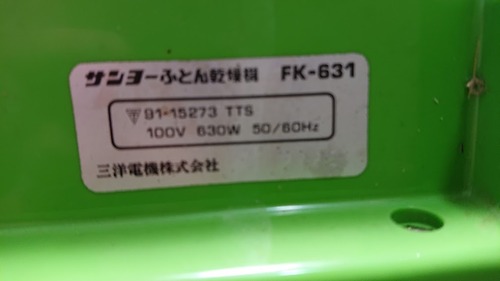 サンヨーふとん乾燥機 FK-631
91-15273 TTS
100V 630W 50/60Hz
三洋電機株式会社